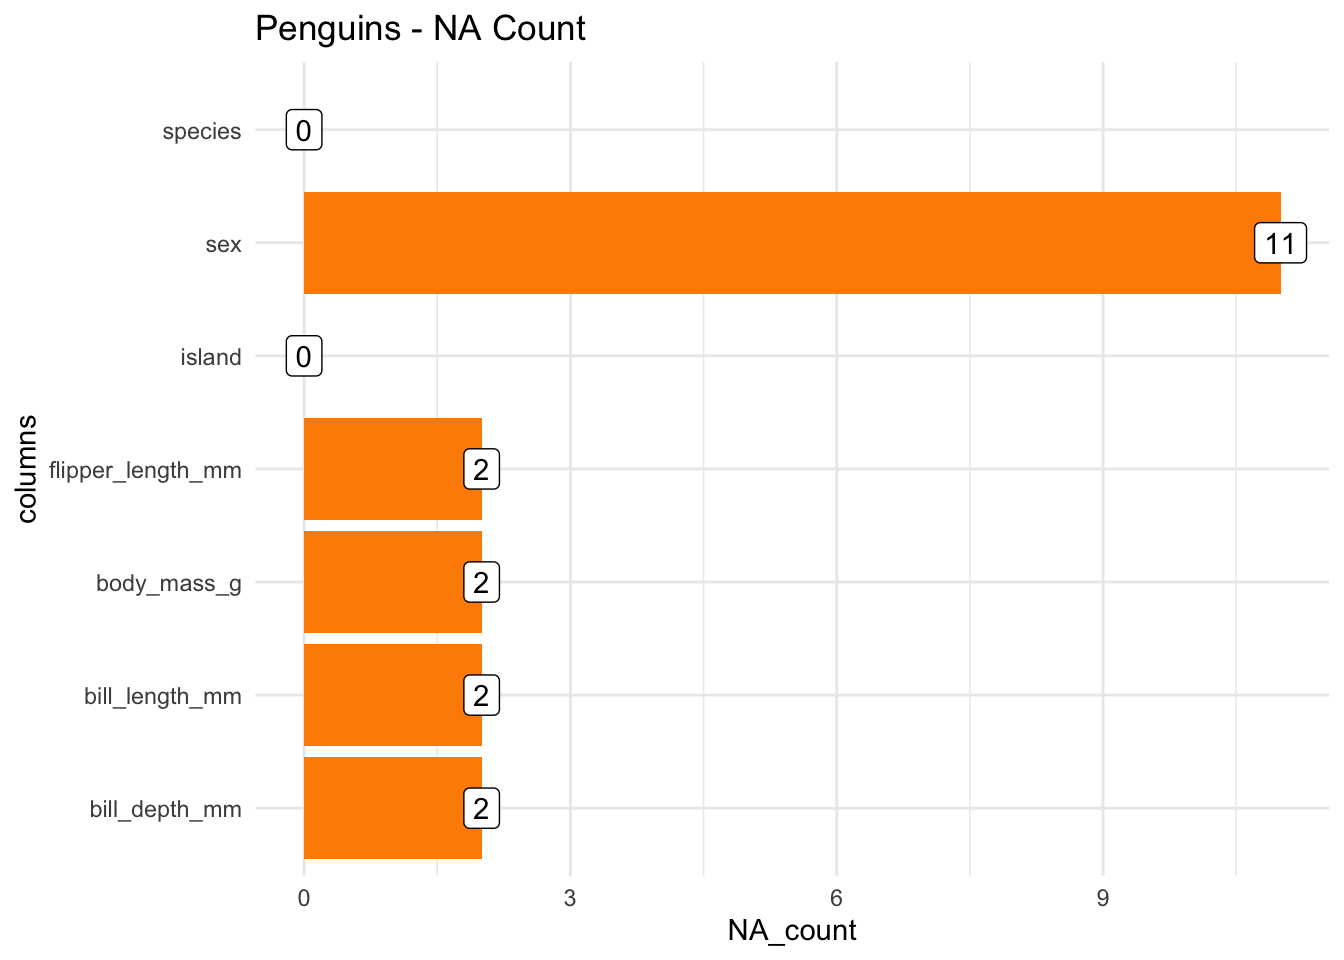 Penguins - NA Count
species
0
sex
11
island
0
columns
flipper_length_mm
2
body_mass_g
2
bill_length_mm
2
bill_depth_mm
2
0 3 6 9
NA_count